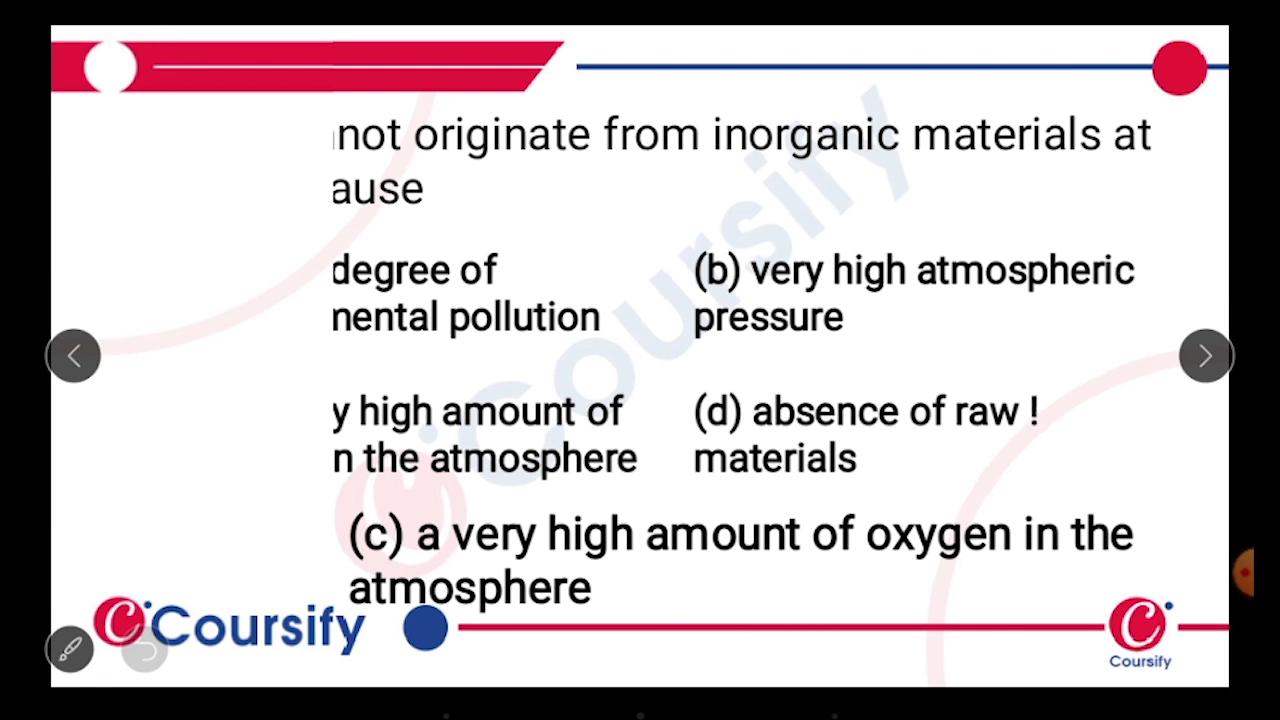 not originate from inorganic materials at
ause
degree of
mental pollution
(b) very high atmospheric
pressure
y high amount of
n the atmosphere
(d) absence of raw !
materials
(c) a very high amount of oxygen in the
atmosphere
Coursify
Coursify
Coursify